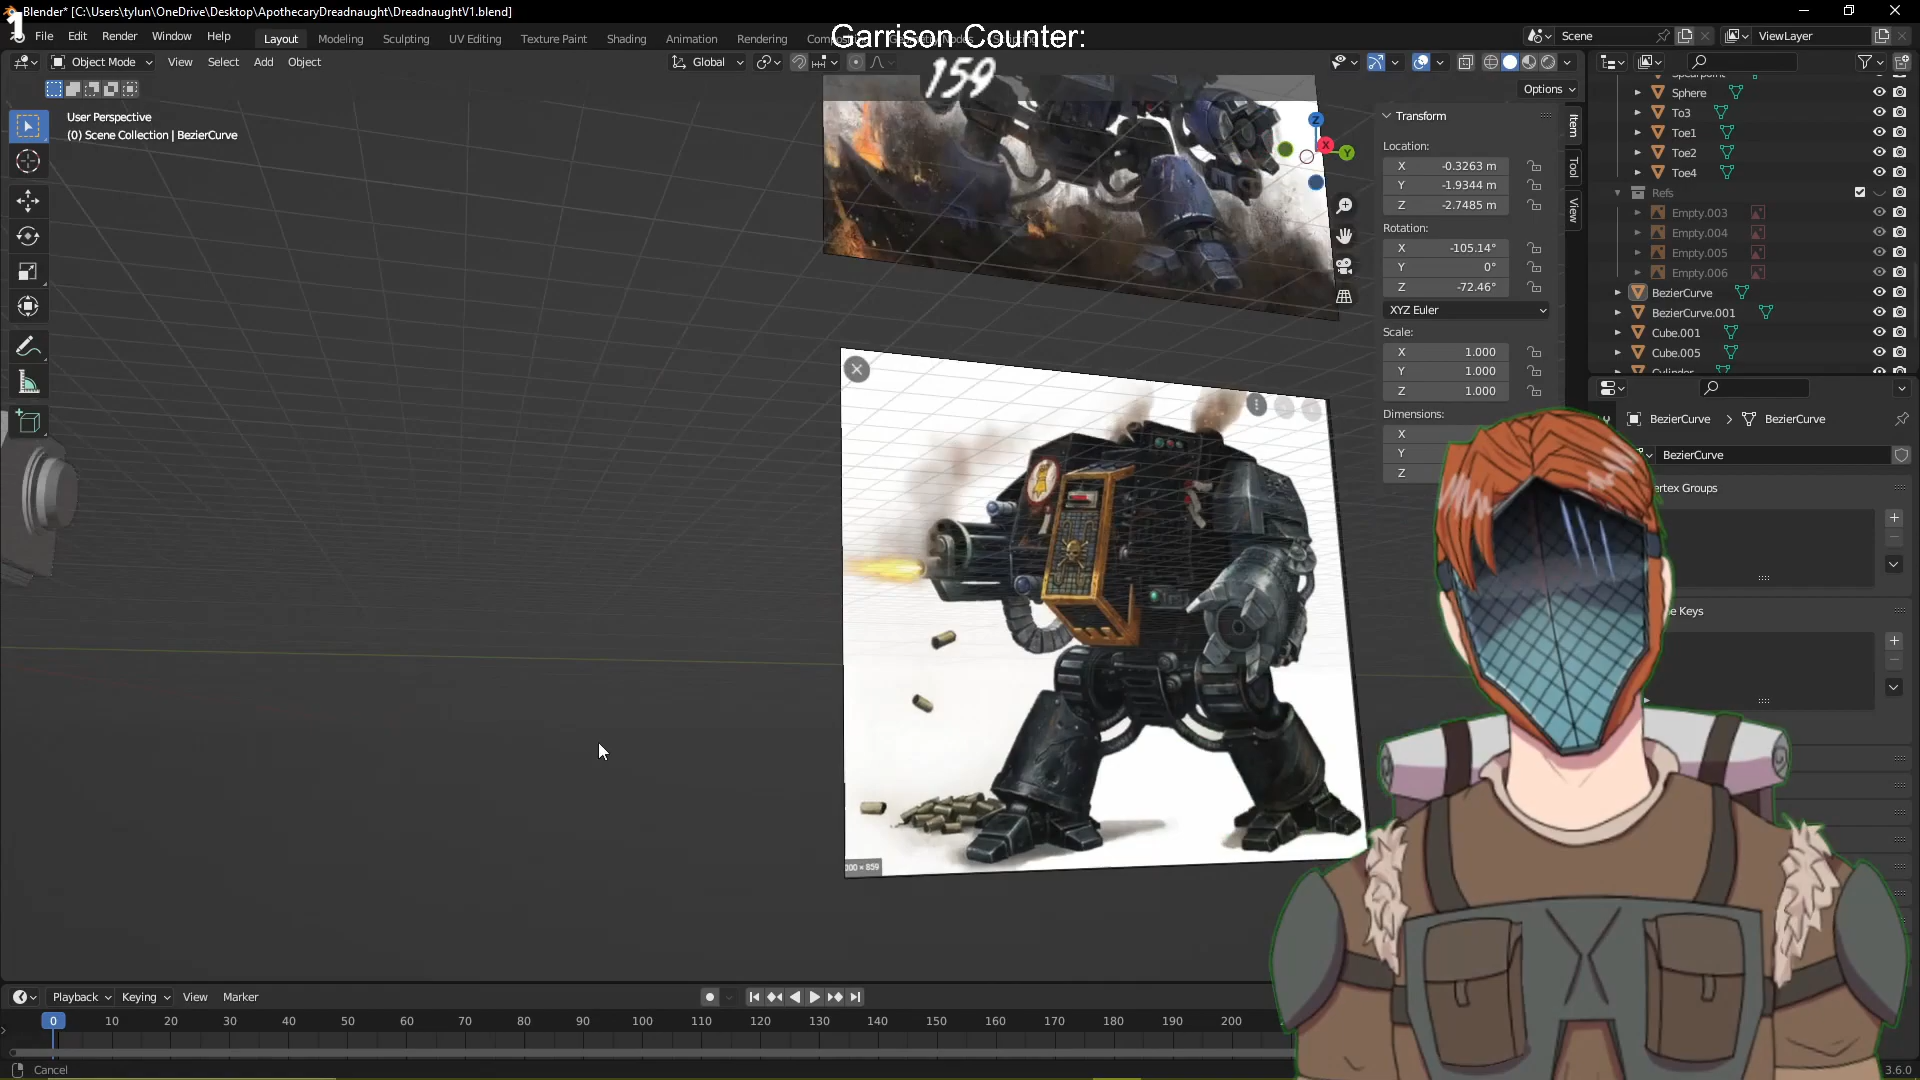 1
Blender* [C:\Users\tylun\OneDrive\Desktop\ApothecaryDreadnaught\DreadnaughtV1.blend]
Garrison Counter:
159
File Edit Render Window Help
Layout Modeling Sculpting UV Editing Texture Paint Shading Animation Rendering
Scene
ViewLayer
Object Mode View Select Add Object
Global
Options
User Perspective
(0) Scene Collection | BezierCurve
Z
X
Y
Item
Tool
View
Transform
Location:
X -0.3263 m
Y -1.9344 m
Z -2.7485 m
Rotation:
X -105.14°
Y 0°
Z -72.46°
XYZ Euler
Scale:
X 1.000
Y 1.000
Z 1.000
Dimensions:
X
Y
Z
Sphere
To3
Toe1
Toe2
Toe4
Refs
Empty.003
Empty.004
Empty.005
Empty.006
BezierCurve
BezierCurve.001
Cube.001
Cube.005
BezierCurve > BezierCurve
BezierCurve
ertex Groups
e Keys
000 × 859
Playback Keying View Marker
0 10 20 30 40 50 60 70 80 90 100 110 120 130 140 150 160 170 180 190 200
Cancel
3.6.0